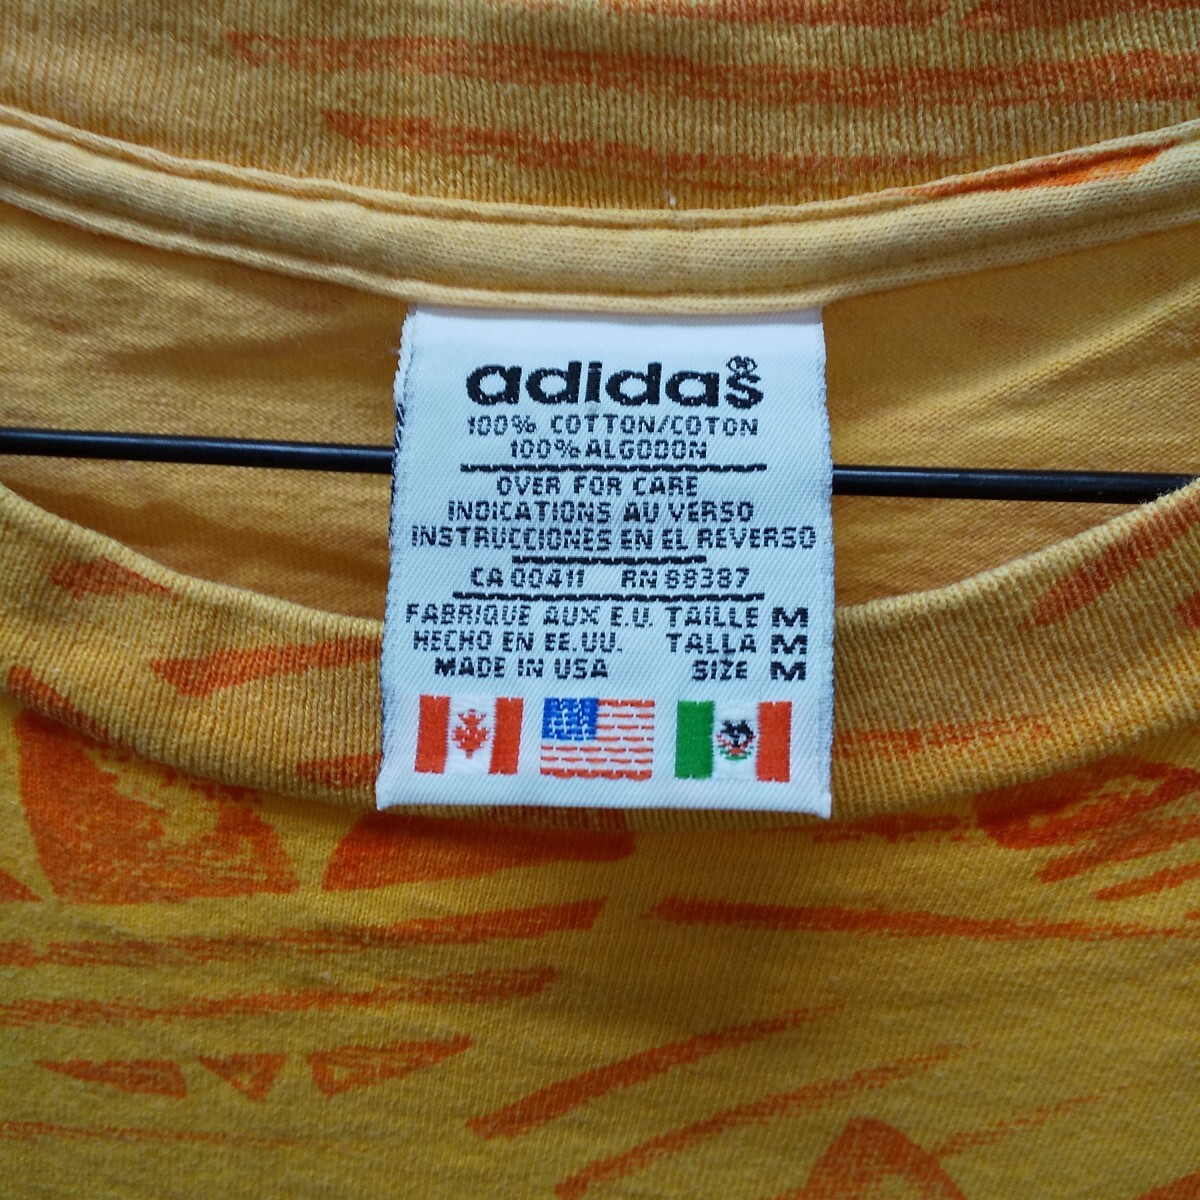 adidas®
100% COTTON/COTON
100% ALGODON
OVER FOR CARE
INDICATIONS AU VERSO
INSTRUCCIONES EN EL REVERSO
CA 00411 RN 88387
FABRIQUE AUX E.U. TAILLE M
HECHO EN EE.UU. TALLA M
MADE IN USA SIZE M